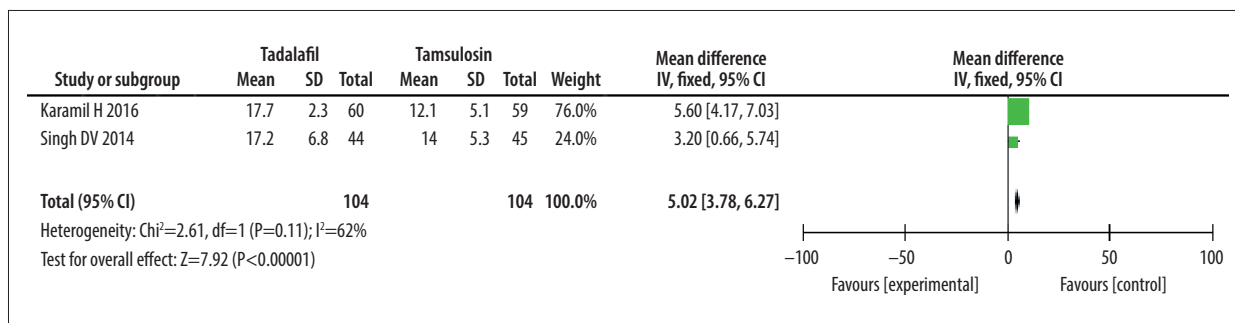 Tadalafil Tamsulosin Mean difference Mean difference
Study or subgroup Mean SD Total Mean SD Total Weight IV, fixed, 95% CI IV, fixed, 95% CI
Karamil H 2016 17.7 2.3 60 12.1 5.1 59 76.0% 5.60 [4.17, 7.03]
Singh DV 2014 17.2 6.8 44 14 5.3 45 24.0% 3.20 [0.66, 5.74]
Total (95% CI) 104 104 100.0% 5.02 [3.78, 6.27]
Heterogeneity: Chi²=2.61, df=1 (P=0.11); I²=62%
Test for overall effect: Z=7.92 (P<0.00001)
−100 −50 0 50 100
Favours [experimental] Favours [control]